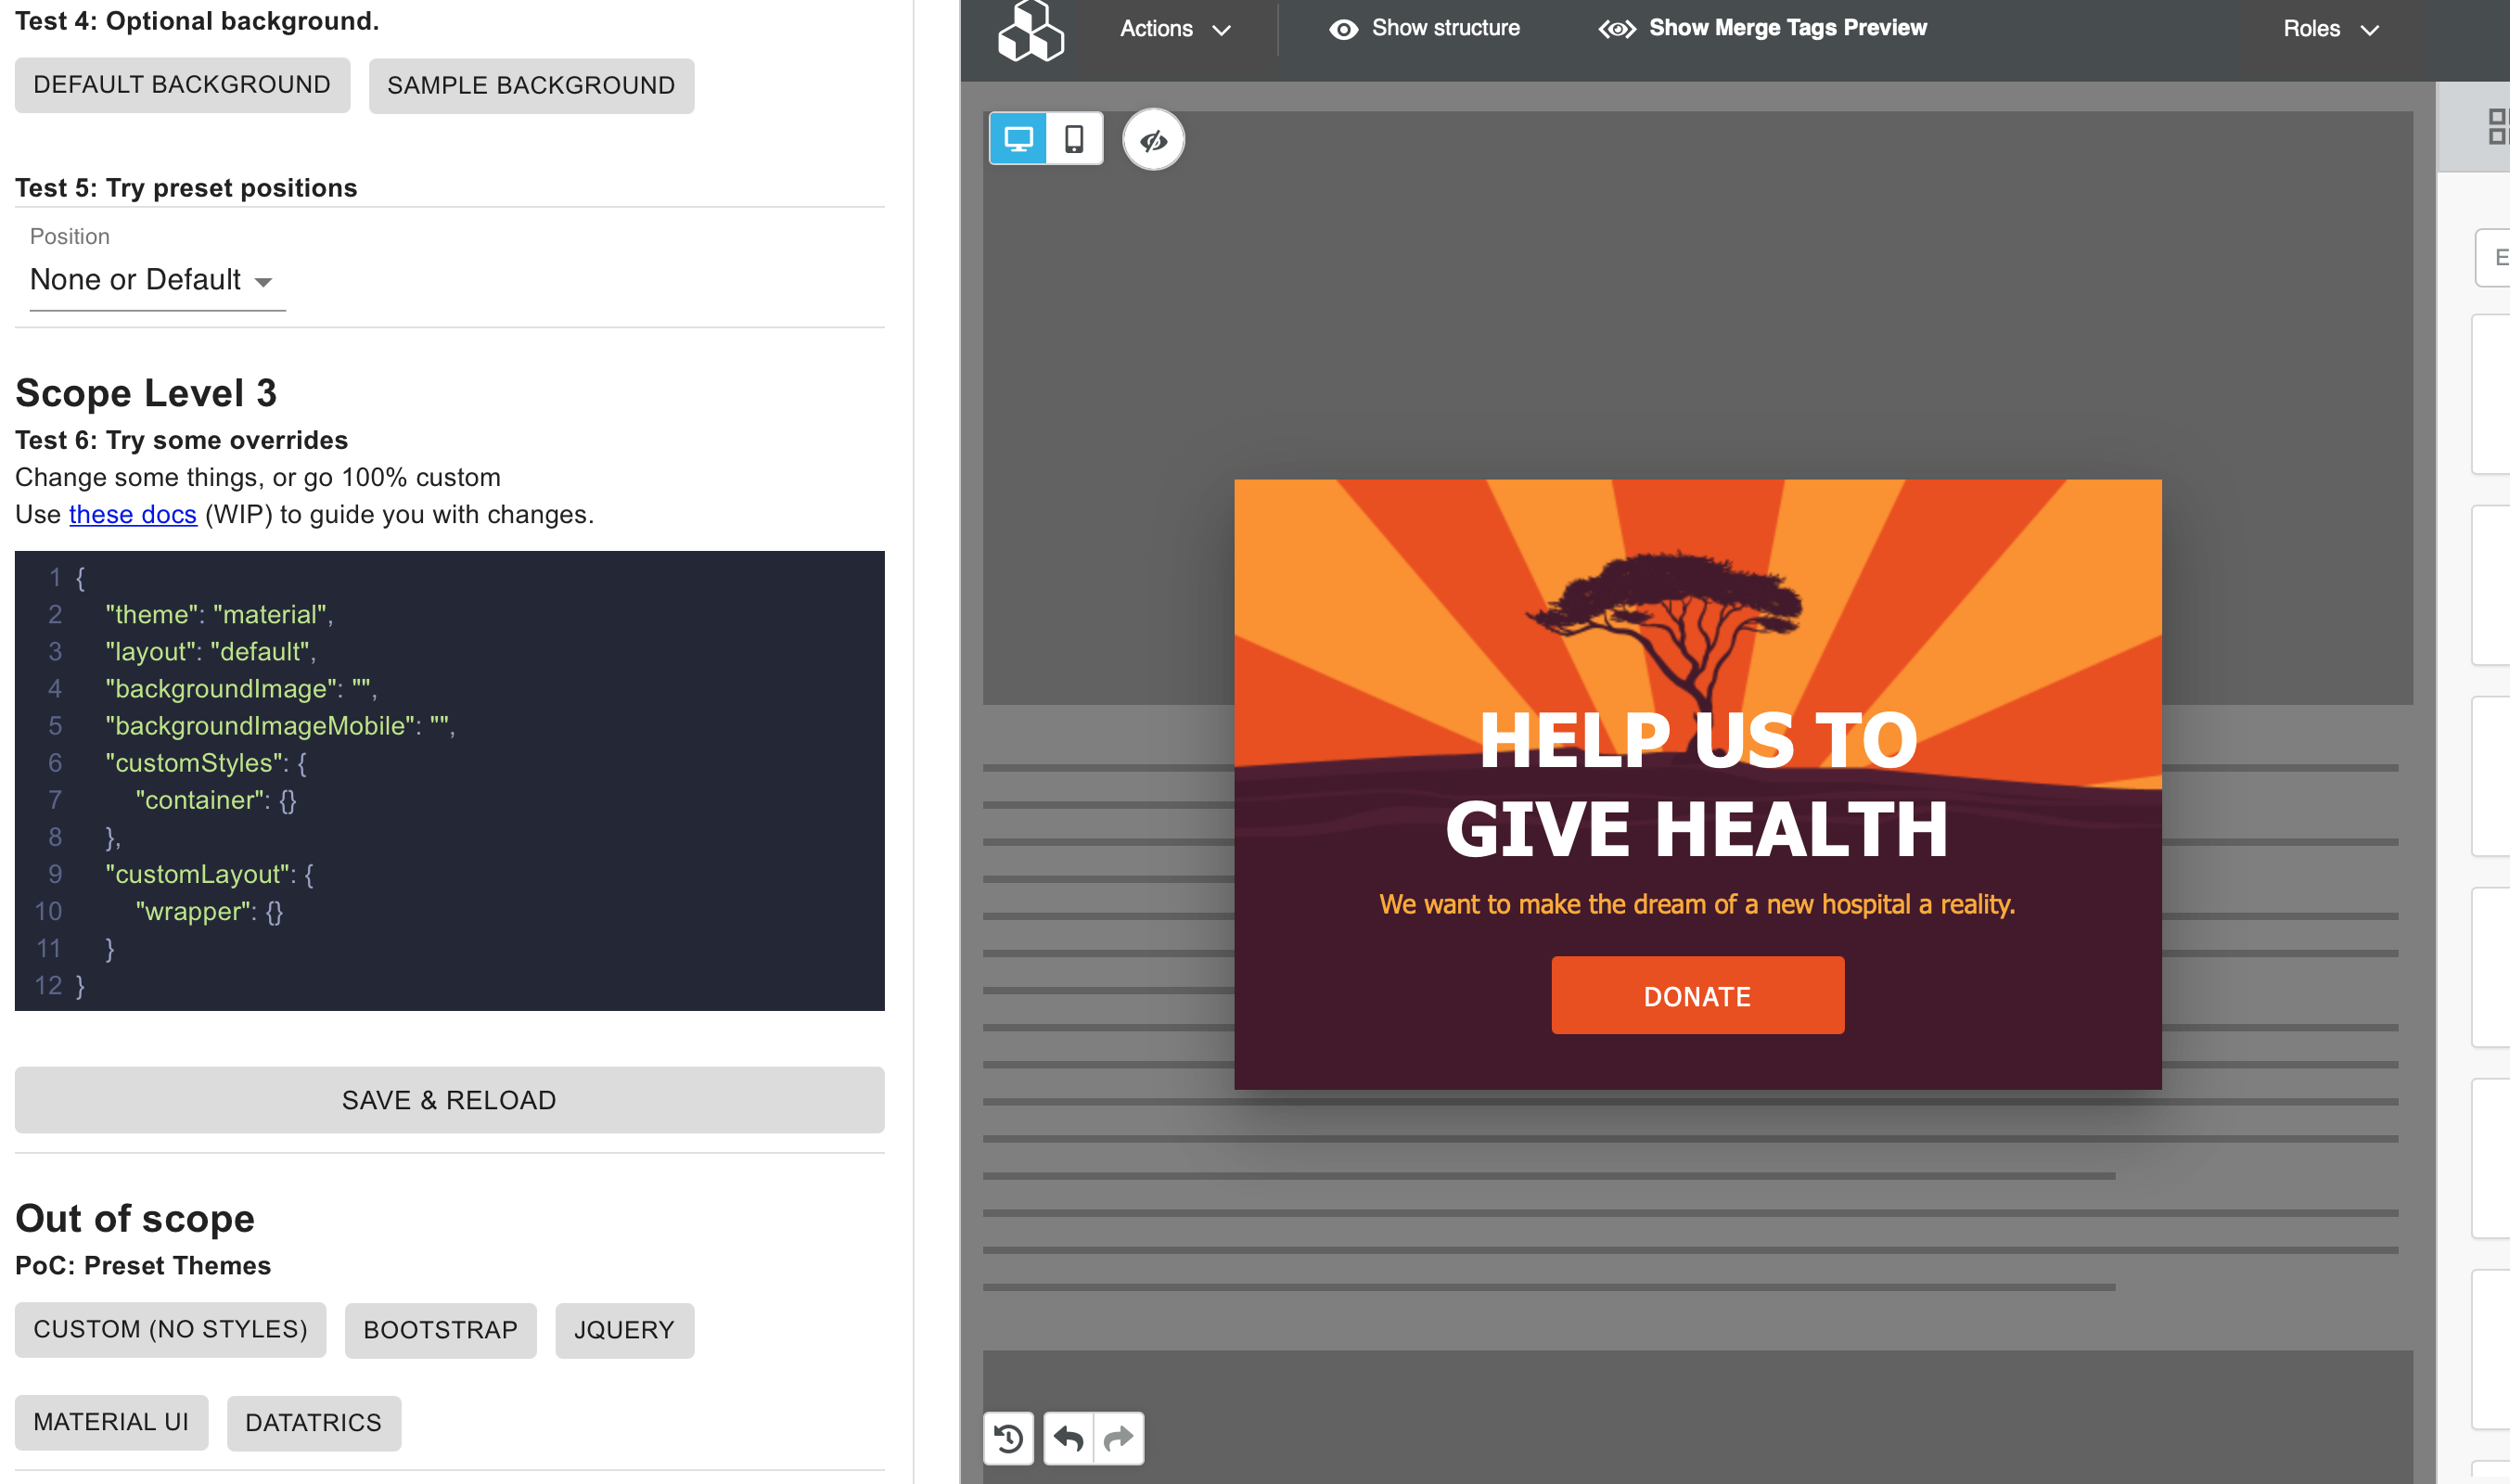 Test 4: Optional background.
DEFAULT BACKGROUND
SAMPLE BACKGROUND
Test 5: Try preset positions
Position
None or Default
Scope Level 3
Test 6: Try some overrides
Change some things, or go 100% custom
Use these docs (WIP) to guide you with changes.
1 {
2 "theme": "material",
3 "layout": "default",
4 "backgroundImage": "",
5 "backgroundImageMobile": "",
6 "customStyles": {
7 "container": {}
8 },
9 "customLayout": {
10 "wrapper": {}
11 }
12 }
SAVE & RELOAD
Out of scope
PoC: Preset Themes
CUSTOM (NO STYLES)
BOOTSTRAP
JQUERY
MATERIAL UI
DATATRICS
Actions
Show structure
Show Merge Tags Preview
Roles
E
HELP US TO
GIVE HEALTH
We want to make the dream of a new hospital a reality.
DONATE